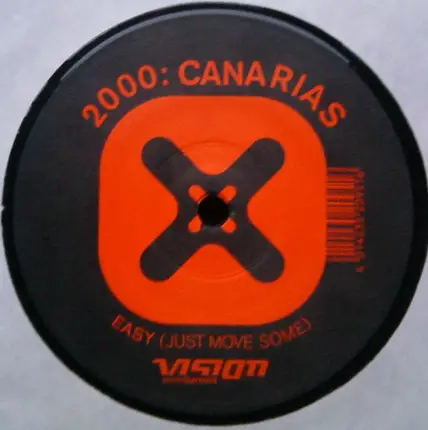 2000: CANARIAS
EASY (JUST MOVE SOME)
VISION